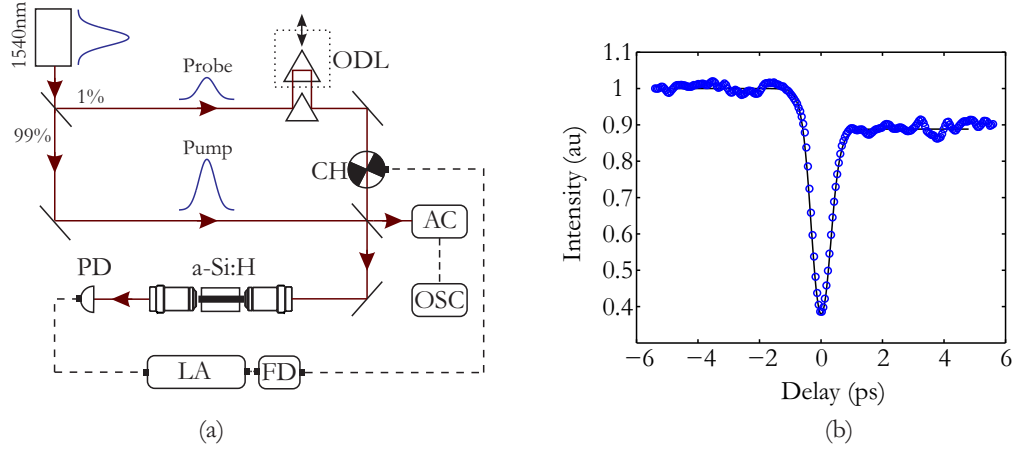 1540nm
Probe
ODL
1%
99%
Pump
CH
AC
PD
a-Si:H
OSC
LA
FD
(a)
1.1
1
0.9
0.8
0.7
0.6
0.5
0.4
Intensity (au)
−6 −4 −2 0 2 4 6
Delay (ps)
(b)